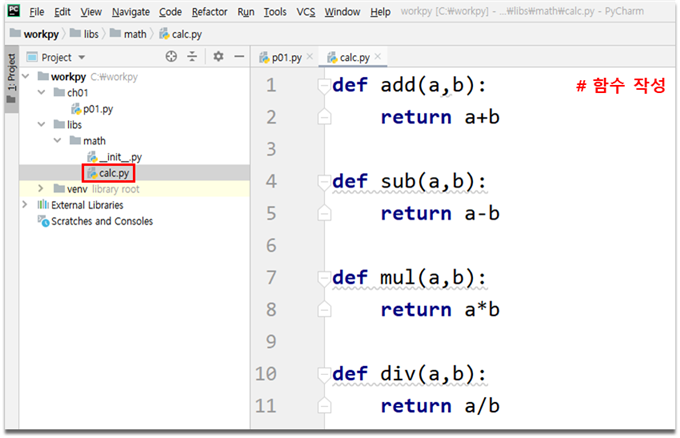 PC File Edit View Navigate Code Refactor Run Tools VCS Window Help workpy [C:₩workpy] - ...₩libs₩math₩calc.py - PyCharm
workpy libs math calc.py
1: Project
Project
p01.py calc.py
workpy C:₩workpy
ch01
p01.py
libs
math
__init__.py
calc.py
venv library root
External Libraries
Scratches and Consoles
1 def add(a,b): # 함수 작성
2 return a+b
3
4 def sub(a,b):
5 return a-b
6
7 def mul(a,b):
8 return a*b
9
10 def div(a,b):
11 return a/b